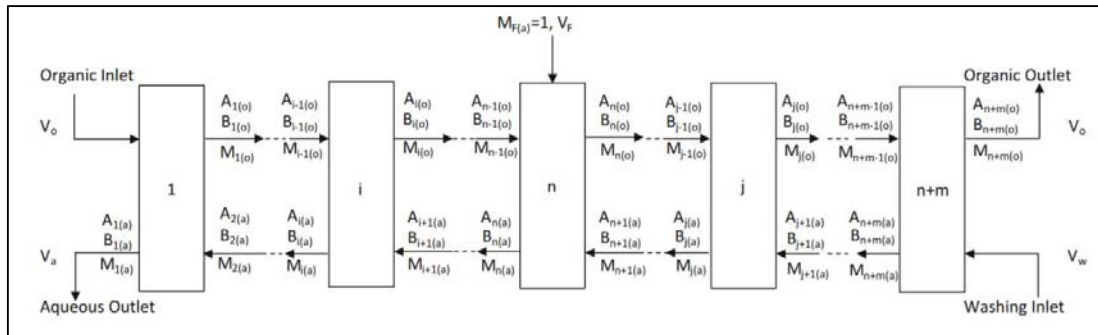 M_F(a)=1, V_F
Organic Inlet
Organic Outlet
A_1(o) A_i-1(o) A_i(o) A_n-1(o) A_n(o) A_j-1(o) A_j(o) A_n+m-1(o) A_n+m(o)
V_o B_1(o) B_i-1(o) B_i(o) B_n-1(o) B_n(o) B_j-1(o) B_j(o) B_n+m-1(o) B_n+m(o) V_o
M_1(o) M_i-1(o) M_i(o) M_n-1(o) M_n(o) M_j-1(o) M_j(o) M_n+m-1(o) M_n+m(o)
1 i n j n+m
A_1(a) A_2(a) A_i(a) A_i+1(a) A_n(a) A_n+1(a) A_j(a) A_j+1(a) A_n+m(a)
V_a B_1(a) B_2(a) B_i(a) B_i+1(a) B_n(a) B_n+1(a) B_j(a) B_j+1(a) B_n+m(a) V_w
M_1(a) M_2(a) M_i(a) M_i+1(a) M_n(a) M_n+1(a) M_j(a) M_j+1(a) M_n+m(a)
Aqueous Outlet
Washing Inlet